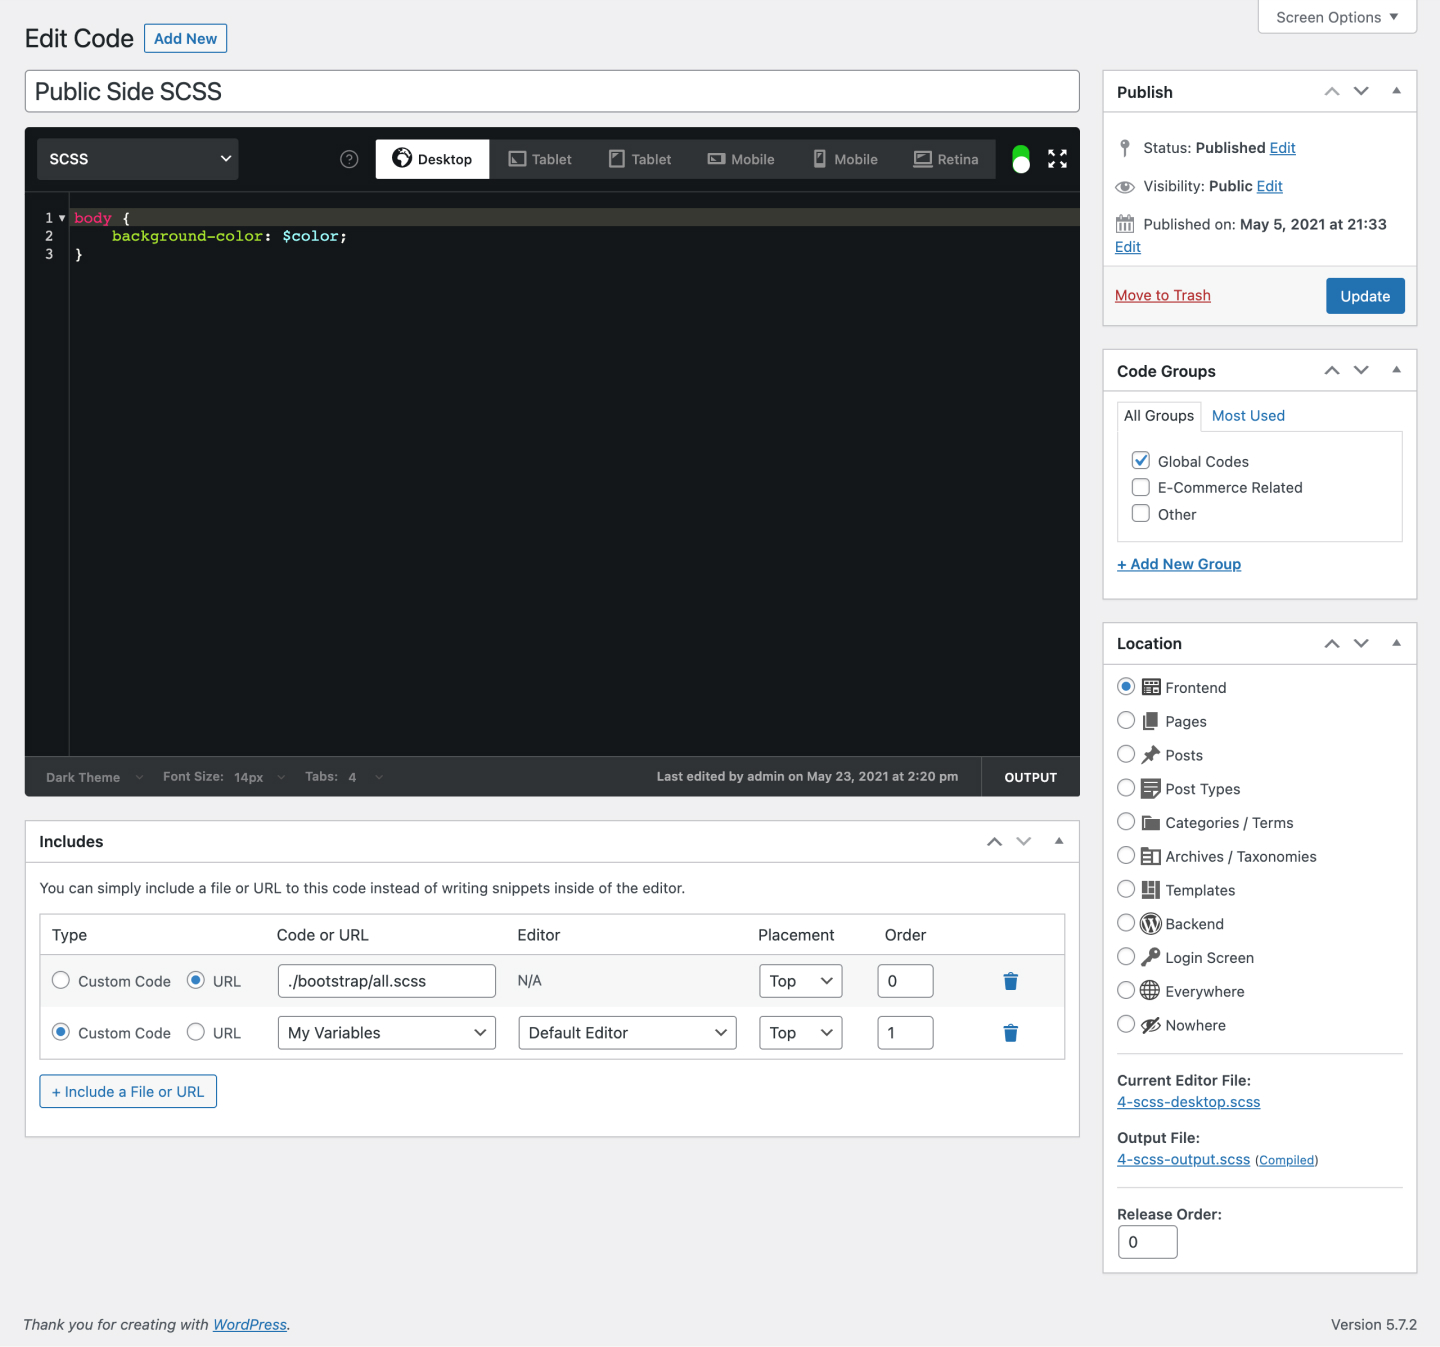 Screen Options
Edit Code
Add New
Public Side SCSS
SCSS
?
Desktop
Tablet
Tablet
Mobile
Mobile
Retina
1 body {
2     background-color: $color;
3 }
Dark Theme
Font Size: 14px
Tabs: 4
Last edited by admin on May 23, 2021 at 2:20 pm
OUTPUT
Includes
You can simply include a file or URL to this code instead of writing snippets inside of the editor.
Type Code or URL Editor Placement Order
Custom Code URL ./bootstrap/all.scss N/A Top 0
Custom Code URL My Variables Default Editor Top 1
+ Include a File or URL
Publish
Status: Published Edit
Visibility: Public Edit
Published on: May 5, 2021 at 21:33
Edit
Move to Trash
Update
Code Groups
All Groups
Most Used
Global Codes
E-Commerce Related
Other
+ Add New Group
Location
Frontend
Pages
Posts
Post Types
Categories / Terms
Archives / Taxonomies
Templates
Backend
Login Screen
Everywhere
Nowhere
Current Editor File:
4-scss-desktop.scss
Output File:
4-scss-output.scss (Compiled)
Release Order:
0
Thank you for creating with WordPress.
Version 5.7.2